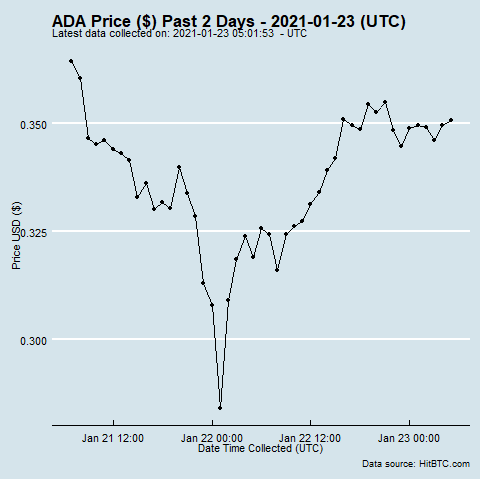 ADA Price ($) Past 2 Days - 2021-01-23 (UTC)
Latest data collected on: 2021-01-23 05:01:53 - UTC
Price USD ($)
0.350
0.325
0.300
Jan 21 12:00 Jan 22 00:00 Jan 22 12:00 Jan 23 00:00
Date Time Collected (UTC)
Data source: HitBTC.com